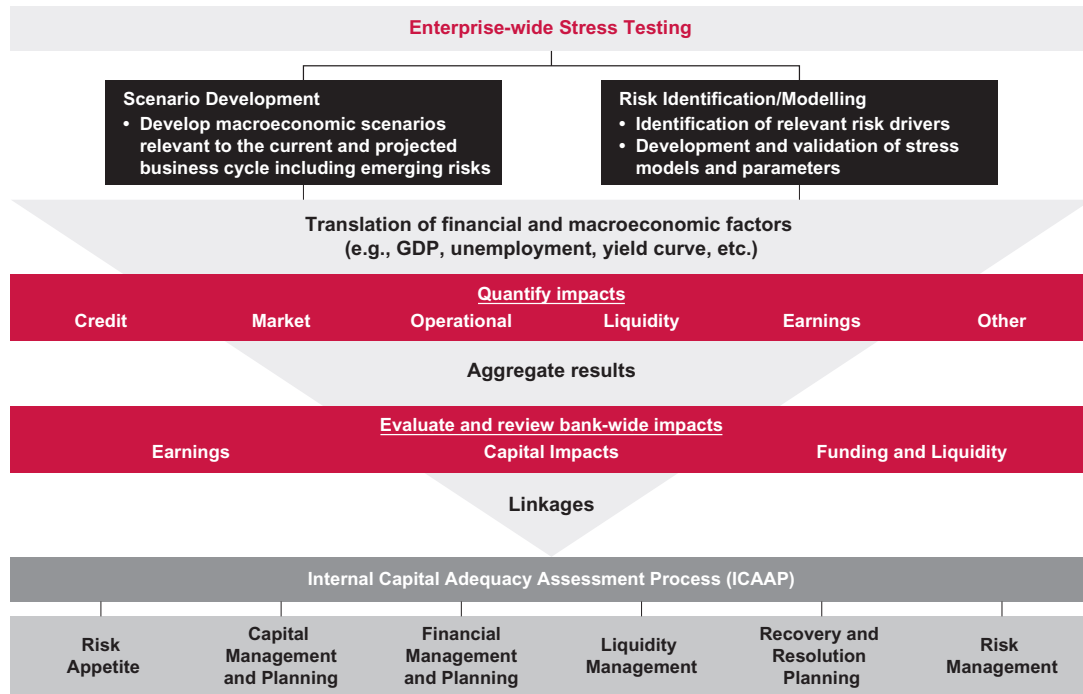 Enterprise-wide Stress Testing
Scenario Development
• Develop macroeconomic scenarios
relevant to the current and projected
business cycle including emerging risks
Risk Identification/Modelling
• Identification of relevant risk drivers
• Development and validation of stress
models and parameters
Translation of financial and macroeconomic factors
(e.g., GDP, unemployment, yield curve, etc.)
Quantify impacts
Credit Market Operational Liquidity Earnings Other
Aggregate results
Evaluate and review bank-wide impacts
Earnings Capital Impacts Funding and Liquidity
Linkages
Internal Capital Adequacy Assessment Process (ICAAP)
Risk
Appetite
Capital
Management
and Planning
Financial
Management
and Planning
Liquidity
Management
Recovery and
Resolution
Planning
Risk
Management